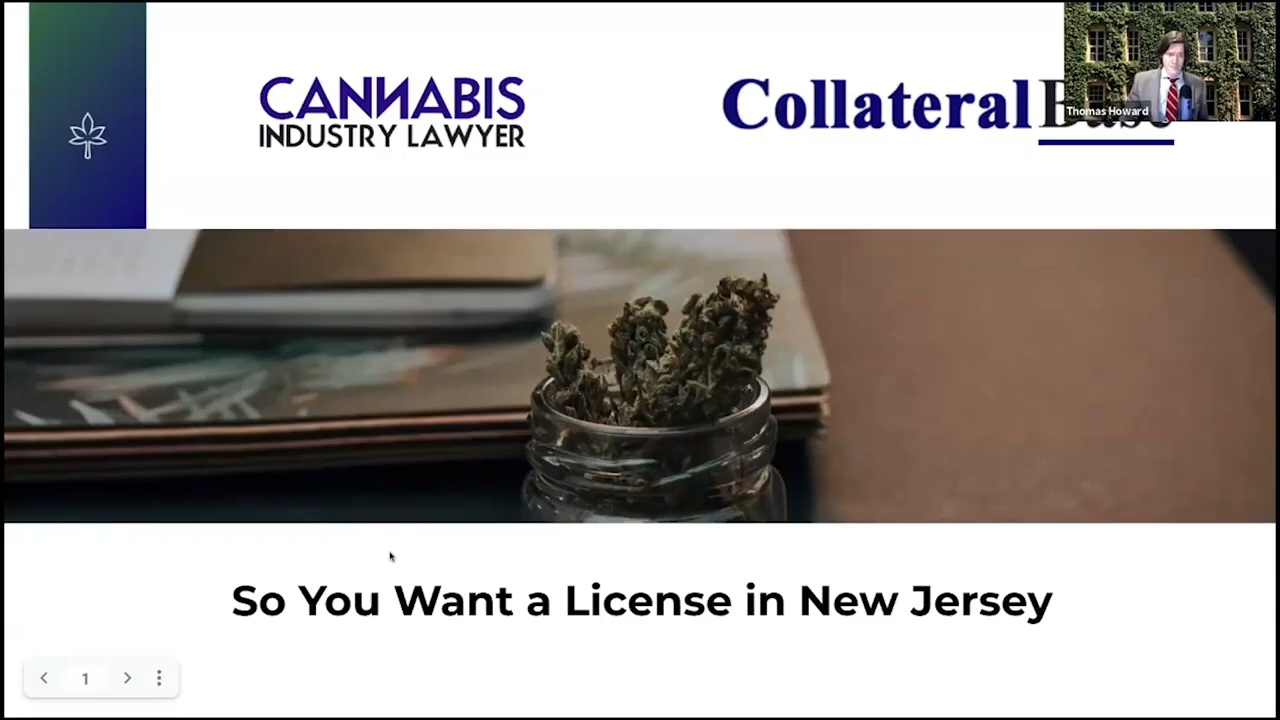 CANNABIS
INDUSTRY LAWYER
Collateral
Thomas Howard
So You Want a License in New Jersey
1